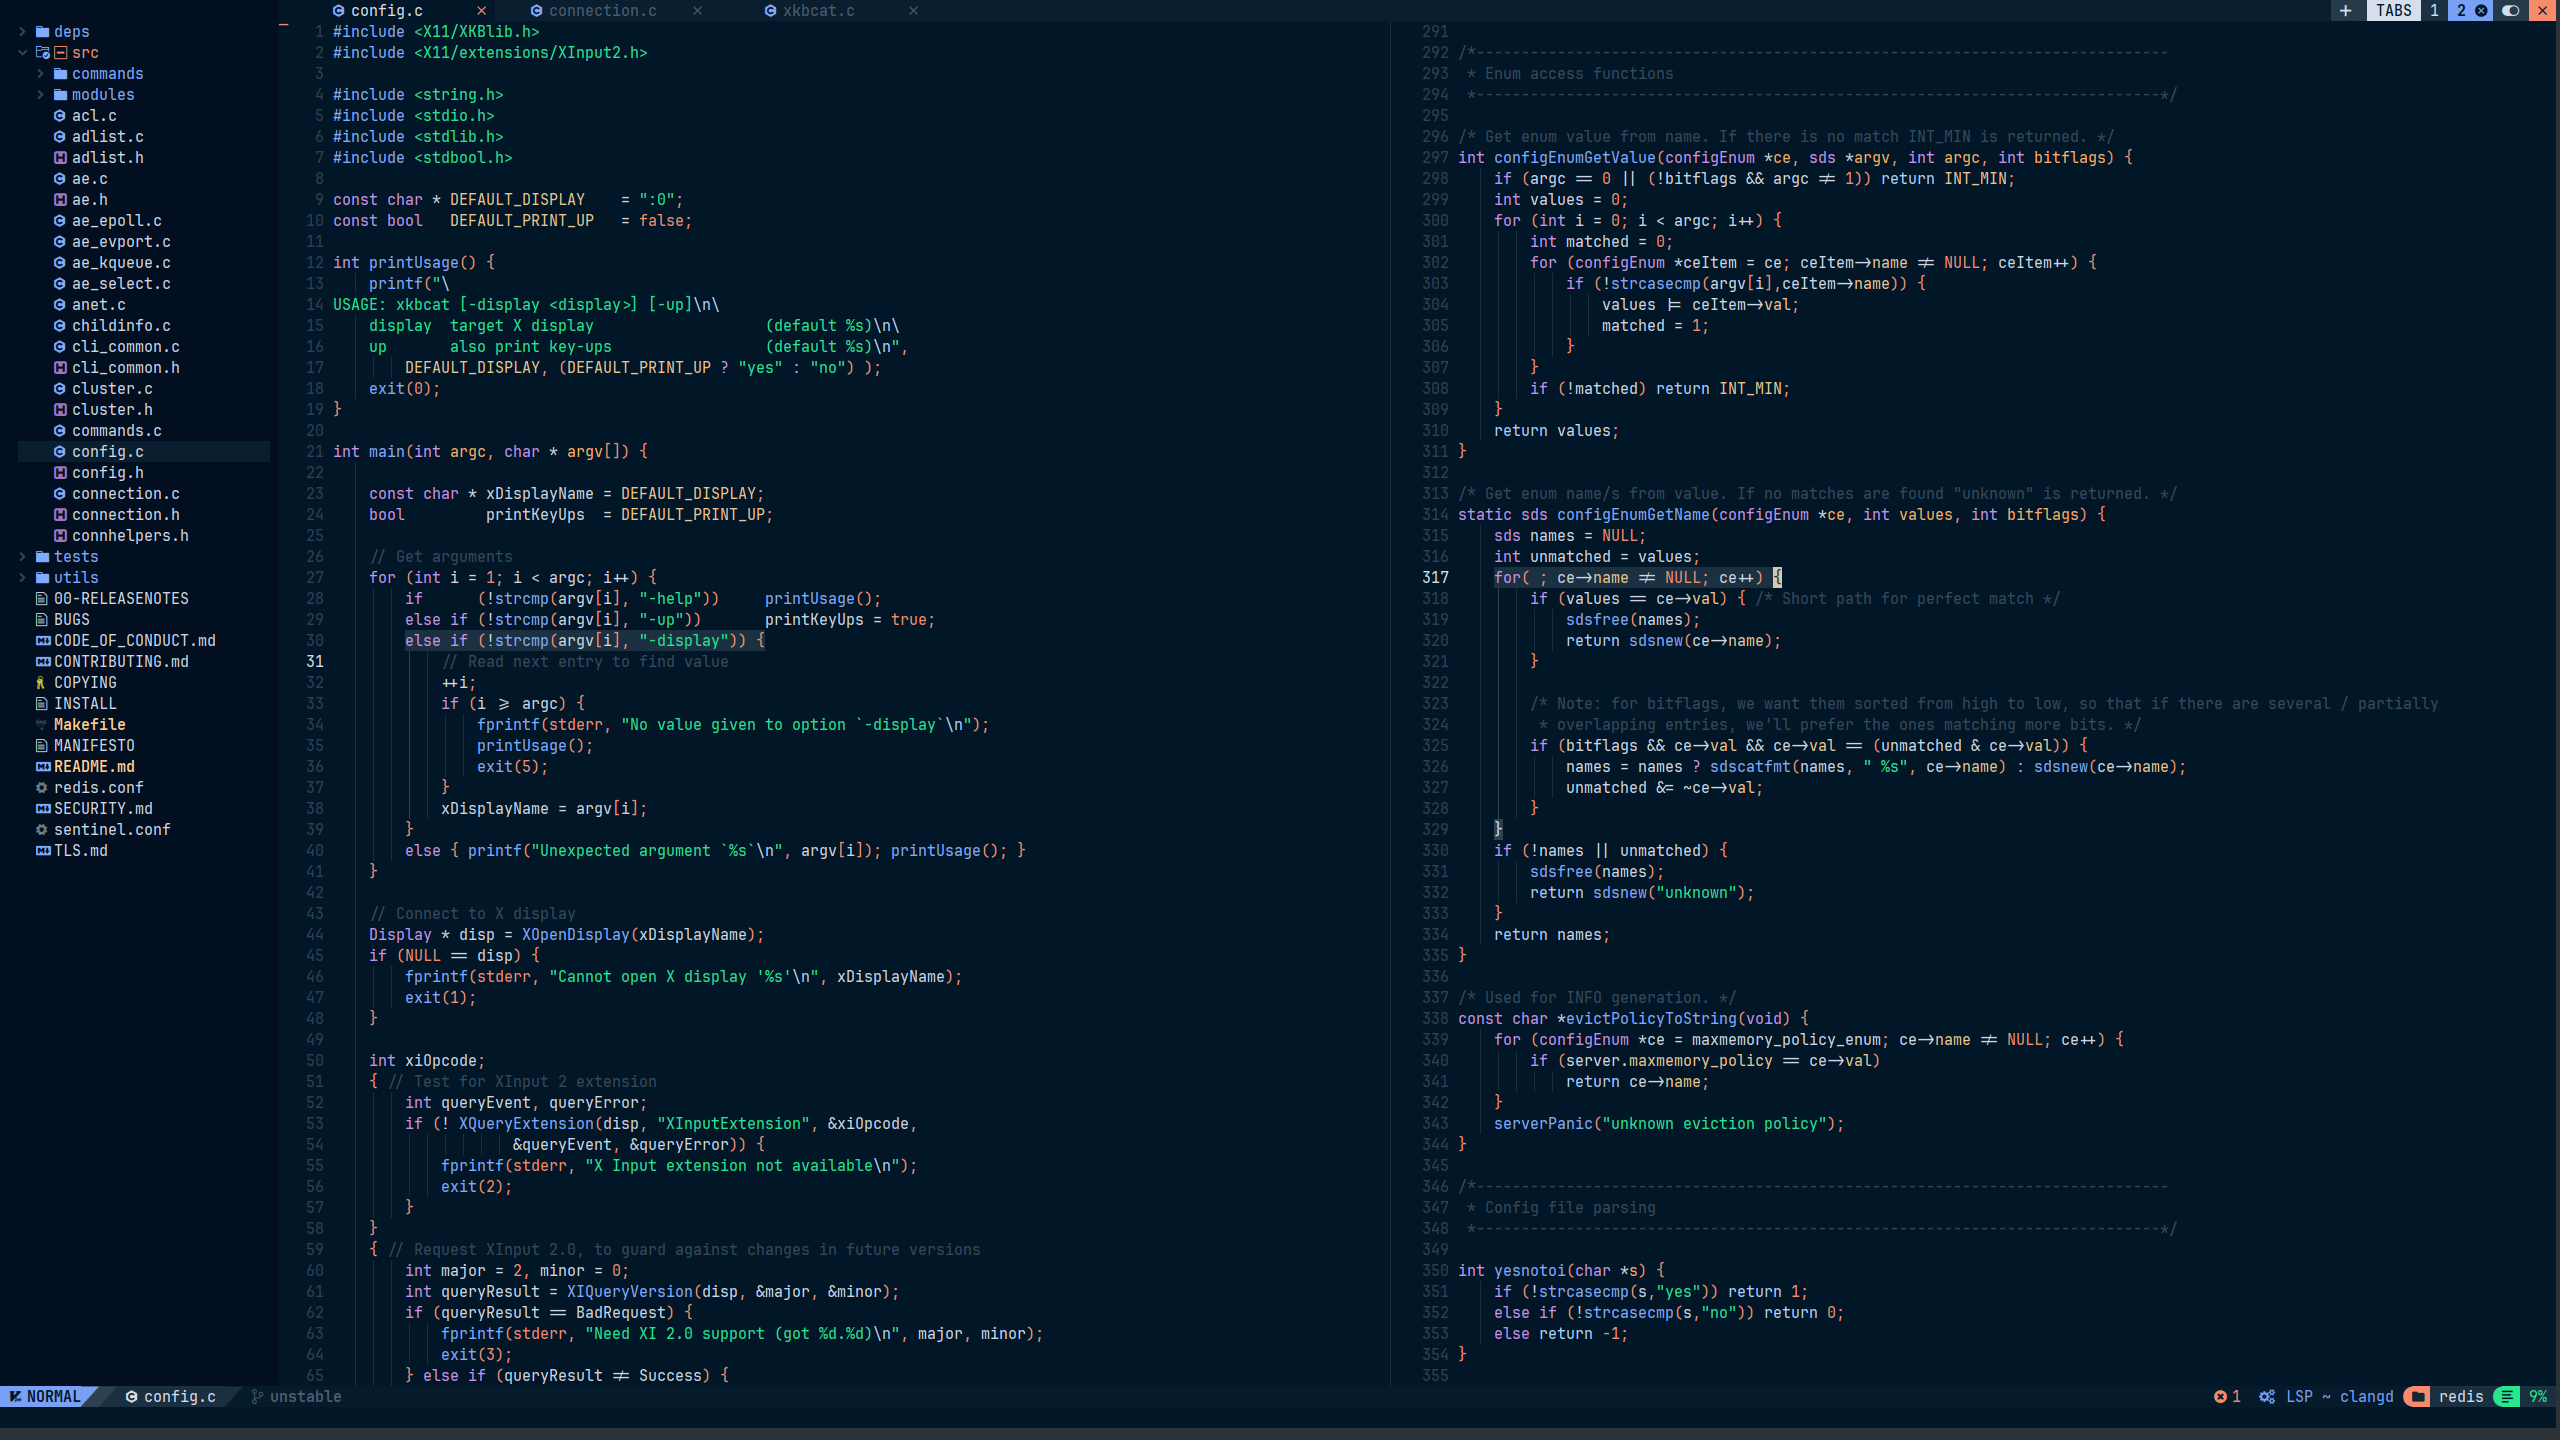 config.c
connection.c
xkbcat.c
TABS 1 2
deps
src
commands
modules
acl.c
adlist.c
adlist.h
ae.c
ae.h
ae_epoll.c
ae_evport.c
ae_kqueue.c
ae_select.c
anet.c
childinfo.c
cli_common.c
cli_common.h
cluster.c
cluster.h
commands.c
config.c
config.h
connection.c
connection.h
connhelpers.h
tests
utils
00-RELEASENOTES
BUGS
CODE_OF_CONDUCT.md
CONTRIBUTING.md
COPYING
INSTALL
Makefile
MANIFESTO
README.md
redis.conf
SECURITY.md
sentinel.conf
TLS.md
1 #include <X11/XKBlib.h>
2 #include <X11/extensions/XInput2.h>
3
4 #include <string.h>
5 #include <stdio.h>
6 #include <stdlib.h>
7 #include <stdbool.h>
8
9 const char * DEFAULT_DISPLAY    = ":0";
10 const bool   DEFAULT_PRINT_UP   = false;
11
12 int printUsage() {
13     printf("\
14 USAGE: xkbcat [-display <display>] [-up]\n\
15     display  target X display                   (default %s)\n\
16     up       also print key-ups                 (default %s)\n",
17         DEFAULT_DISPLAY, (DEFAULT_PRINT_UP ? "yes" : "no") );
18     exit(0);
19 }
20
21 int main(int argc, char * argv[]) {
22
23     const char * xDisplayName = DEFAULT_DISPLAY;
24     bool         printKeyUps  = DEFAULT_PRINT_UP;
25
26     // Get arguments
27     for (int i = 1; i < argc; i++) {
28         if      (!strcmp(argv[i], "-help"))     printUsage();
29         else if (!strcmp(argv[i], "-up"))       printKeyUps = true;
30         else if (!strcmp(argv[i], "-display")) {
31             // Read next entry to find value
32             ++i;
33             if (i >= argc) {
34                 fprintf(stderr, "No value given to option `-display`\n");
35                 printUsage();
36                 exit(5);
37             }
38             xDisplayName = argv[i];
39         }
40         else { printf("Unexpected argument `%s`\n", argv[i]); printUsage(); }
41     }
42
43     // Connect to X display
44     Display * disp = XOpenDisplay(xDisplayName);
45     if (NULL == disp) {
46         fprintf(stderr, "Cannot open X display '%s'\n", xDisplayName);
47         exit(1);
48     }
49
50     int xiOpcode;
51     { // Test for XInput 2 extension
52         int queryEvent, queryError;
53         if (! XQueryExtension(disp, "XInputExtension", &xiOpcode,
54                     &queryEvent, &queryError)) {
55             fprintf(stderr, "X Input extension not available\n");
56             exit(2);
57         }
58     }
59     { // Request XInput 2.0, to guard against changes in future versions
60         int major = 2, minor = 0;
61         int queryResult = XIQueryVersion(disp, &major, &minor);
62         if (queryResult == BadRequest) {
63             fprintf(stderr, "Need XI 2.0 support (got %d.%d)\n", major, minor);
64             exit(3);
65         } else if (queryResult != Success) {
291
292 /*-----------------------------------------------------------------------------
293  * Enum access functions
294  *----------------------------------------------------------------------------*/
295
296 /* Get enum value from name. If there is no match INT_MIN is returned. */
297 int configEnumGetValue(configEnum *ce, sds *argv, int argc, int bitflags) {
298     if (argc == 0 || (!bitflags && argc != 1)) return INT_MIN;
299     int values = 0;
300     for (int i = 0; i < argc; i++) {
301         int matched = 0;
302         for (configEnum *ceItem = ce; ceItem->name != NULL; ceItem++) {
303             if (!strcasecmp(argv[i],ceItem->name)) {
304                 values |= ceItem->val;
305                 matched = 1;
306             }
307         }
308         if (!matched) return INT_MIN;
309     }
310     return values;
311 }
312
313 /* Get enum name/s from value. If no matches are found "unknown" is returned. */
314 static sds configEnumGetName(configEnum *ce, int values, int bitflags) {
315     sds names = NULL;
316     int unmatched = values;
317     for( ; ce->name != NULL; ce++) {
318         if (values == ce->val) { /* Short path for perfect match */
319             sdsfree(names);
320             return sdsnew(ce->name);
321         }
322
323         /* Note: for bitflags, we want them sorted from high to low, so that if there are several / partially
324          * overlapping entries, we'll prefer the ones matching more bits. */
325         if (bitflags && ce->val && ce->val == (unmatched & ce->val)) {
326             names = names ? sdscatfmt(names, " %s", ce->name) : sdsnew(ce->name);
327             unmatched &= ~ce->val;
328         }
329     }
330     if (!names || unmatched) {
331         sdsfree(names);
332         return sdsnew("unknown");
333     }
334     return names;
335 }
336
337 /* Used for INFO generation. */
338 const char *evictPolicyToString(void) {
339     for (configEnum *ce = maxmemory_policy_enum; ce->name != NULL; ce++) {
340         if (server.maxmemory_policy == ce->val)
341             return ce->name;
342     }
343     serverPanic("unknown eviction policy");
344 }
345
346 /*-----------------------------------------------------------------------------
347  * Config file parsing
348  *----------------------------------------------------------------------------*/
349
350 int yesnotoi(char *s) {
351     if (!strcasecmp(s,"yes")) return 1;
352     else if (!strcasecmp(s,"no")) return 0;
353     else return -1;
354 }
355
NORMAL config.c unstable
1 LSP ~ clangd redis 9%